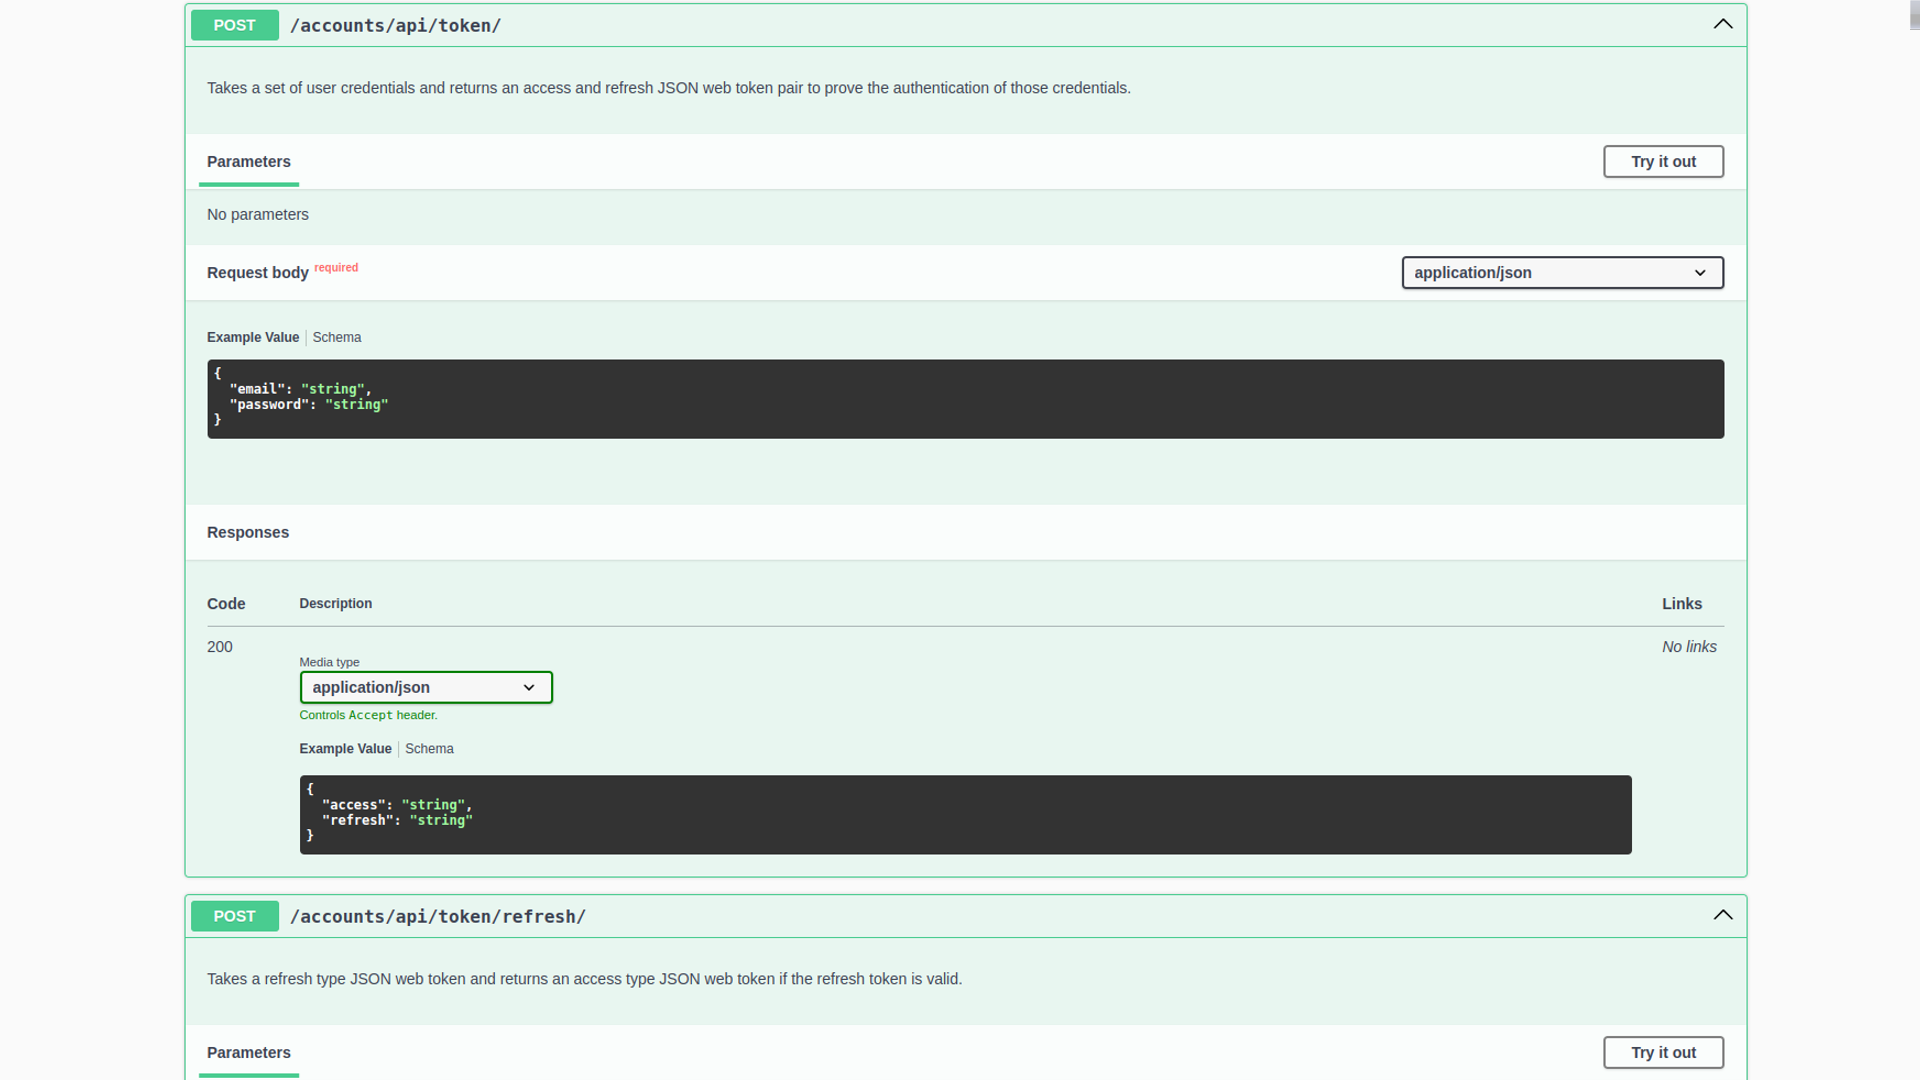 POST /accounts/api/token/
Takes a set of user credentials and returns an access and refresh JSON web token pair to prove the authentication of those credentials.
Parameters Try it out
No parameters
Request body required application/json
Example Value Schema
{
"email": "string",
"password": "string"
}
Responses
Code Description Links
200 No links
Media type
application/json
Controls Accept header.
Example Value Schema
{
"access": "string",
"refresh": "string"
}
POST /accounts/api/token/refresh/
Takes a refresh type JSON web token and returns an access type JSON web token if the refresh token is valid.
Parameters Try it out